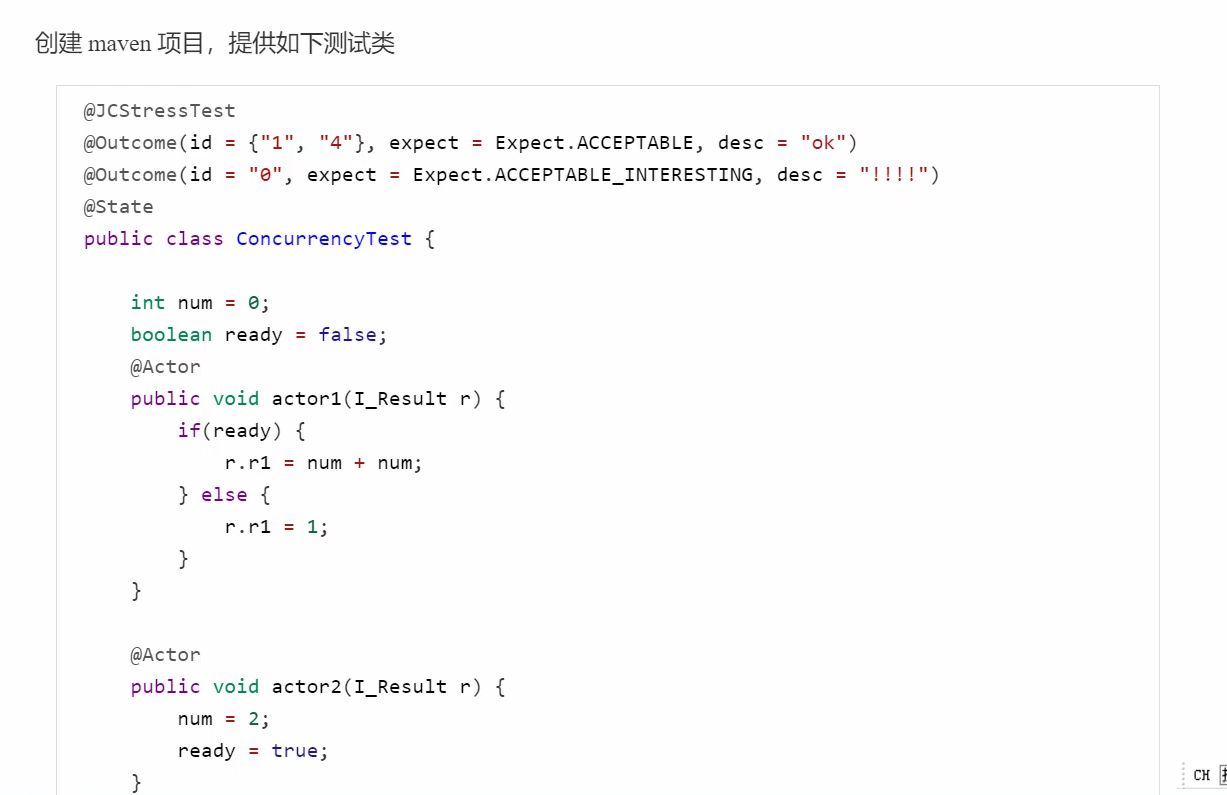 创建 maven 项目，提供如下测试类
@JCStressTest
@Outcome(id = {"1", "4"}, expect = Expect.ACCEPTABLE, desc = "ok")
@Outcome(id = "0", expect = Expect.ACCEPTABLE_INTERESTING, desc = "!!!!")
@State
public class ConcurrencyTest {
int num = 0;
boolean ready = false;
@Actor
public void actor1(I_Result r) {
if(ready) {
r.r1 = num + num;
} else {
r.r1 = 1;
}
}
@Actor
public void actor2(I_Result r) {
num = 2;
ready = true;
}
CH